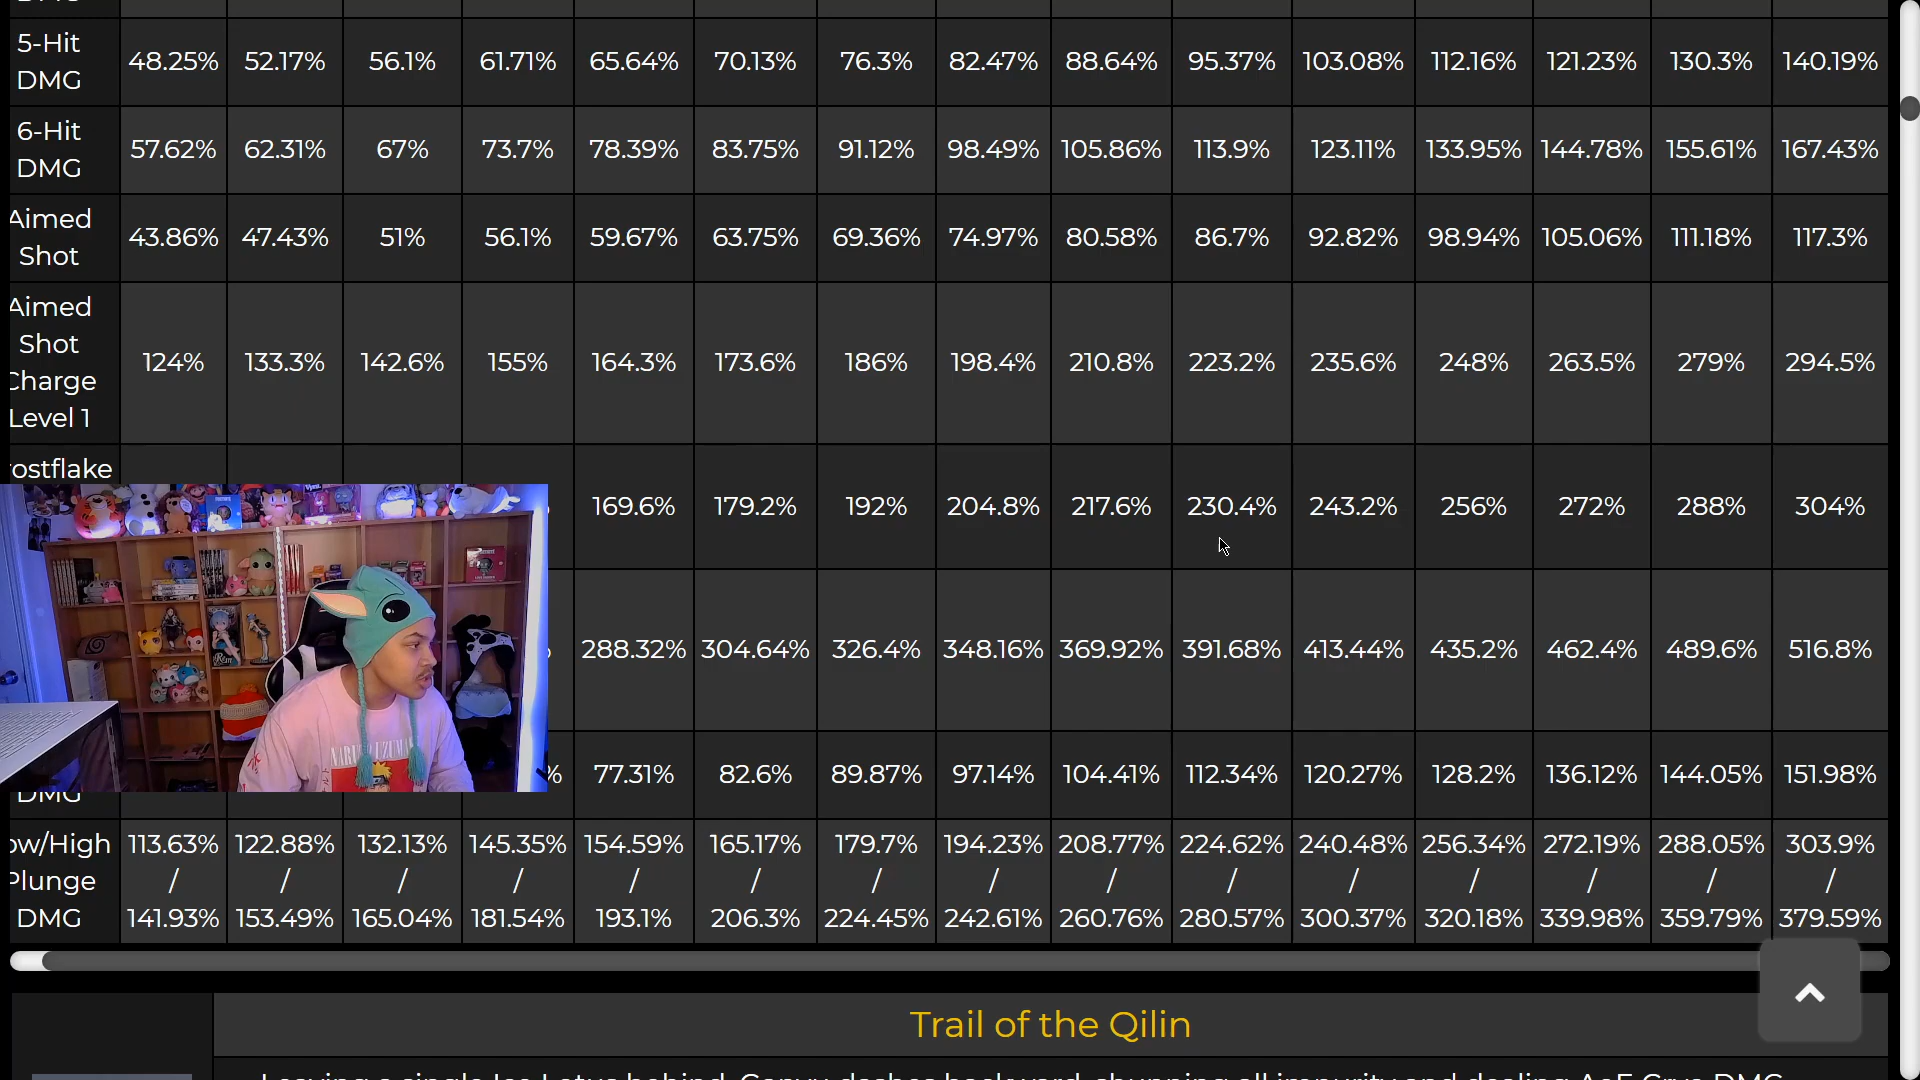 DMG
5-Hit DMG 48.25% 52.17% 56.1% 61.71% 65.64% 70.13% 76.3% 82.47% 88.64% 95.37% 103.08% 112.16% 121.23% 130.3% 140.19%
6-Hit DMG 57.62% 62.31% 67% 73.7% 78.39% 83.75% 91.12% 98.49% 105.86% 113.9% 123.11% 133.95% 144.78% 155.61% 167.43%
Aimed Shot 43.86% 47.43% 51% 56.1% 59.67% 63.75% 69.36% 74.97% 80.58% 86.7% 92.82% 98.94% 105.06% 111.18% 117.3%
Aimed Shot Charge Level 1 124% 133.3% 142.6% 155% 164.3% 173.6% 186% 198.4% 210.8% 223.2% 235.6% 248% 263.5% 279% 294.5%
rostflake 169.6% 179.2% 192% 204.8% 217.6% 230.4% 243.2% 256% 272% 288% 304%
288.32% 304.64% 326.4% 348.16% 369.92% 391.68% 413.44% 435.2% 462.4% 489.6% 516.8%
DMG % 77.31% 82.6% 89.87% 97.14% 104.41% 112.34% 120.27% 128.2% 136.12% 144.05% 151.98%
ow/High Plunge DMG 113.63% / 141.93% 122.88% / 153.49% 132.13% / 165.04% 145.35% / 181.54% 154.59% / 193.1% 165.17% / 206.3% 179.7% / 224.45% 194.23% / 242.61% 208.77% / 260.76% 224.62% / 280.57% 240.48% / 300.37% 256.34% / 320.18% 272.19% / 339.98% 288.05% / 359.79% 303.9% / 379.59%
Trail of the Qilin
NARUTO UZUMAKI